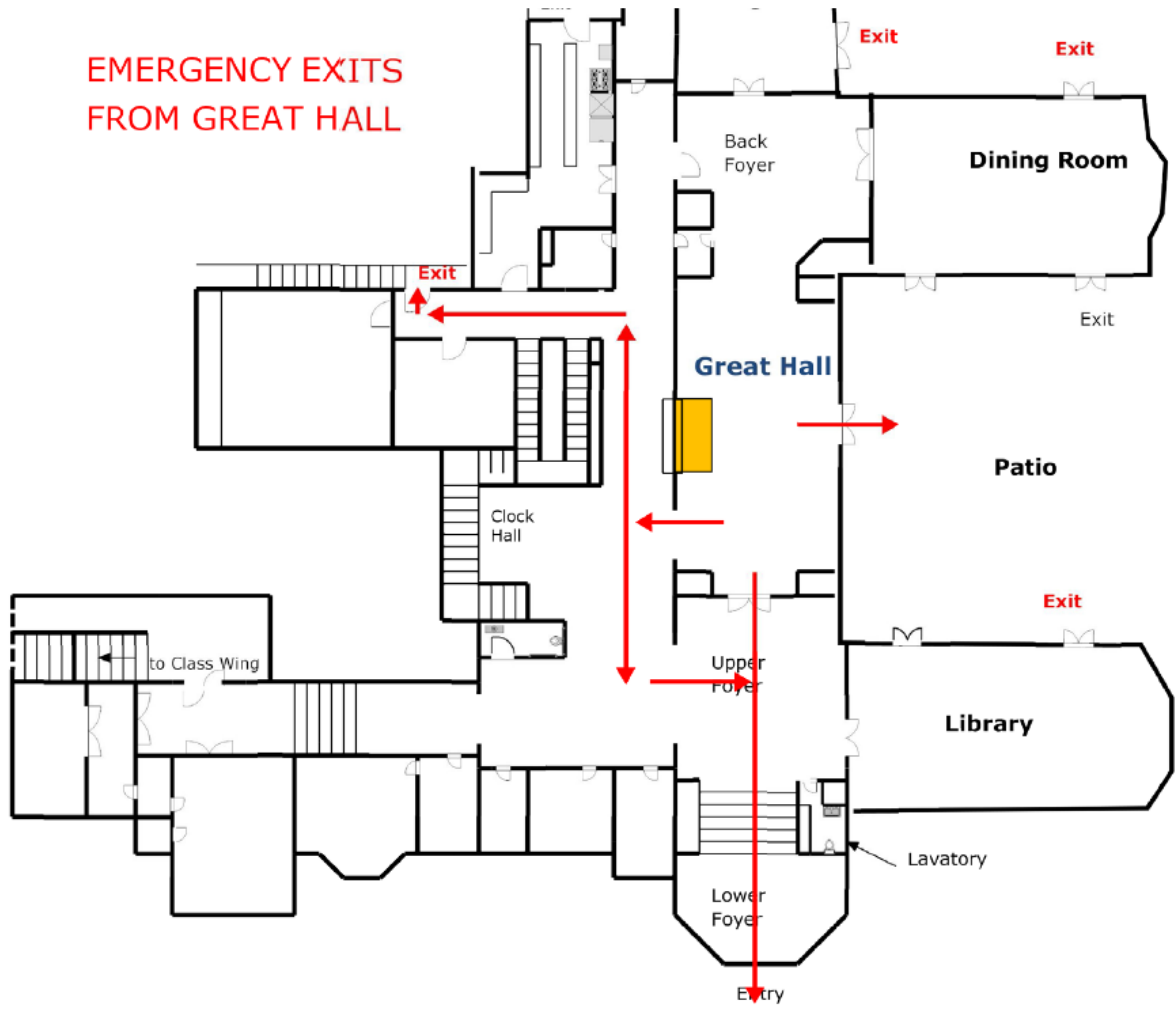 EMERGENCY EXITS
FROM GREAT HALL
Exit
Exit
Back
Foyer
Dining Room
Exit
Exit
Great Hall
Patio
Clock
Hall
Exit
to Class Wing
Upper
Foyer
Library
Lavatory
Lower
Foyer
Entry